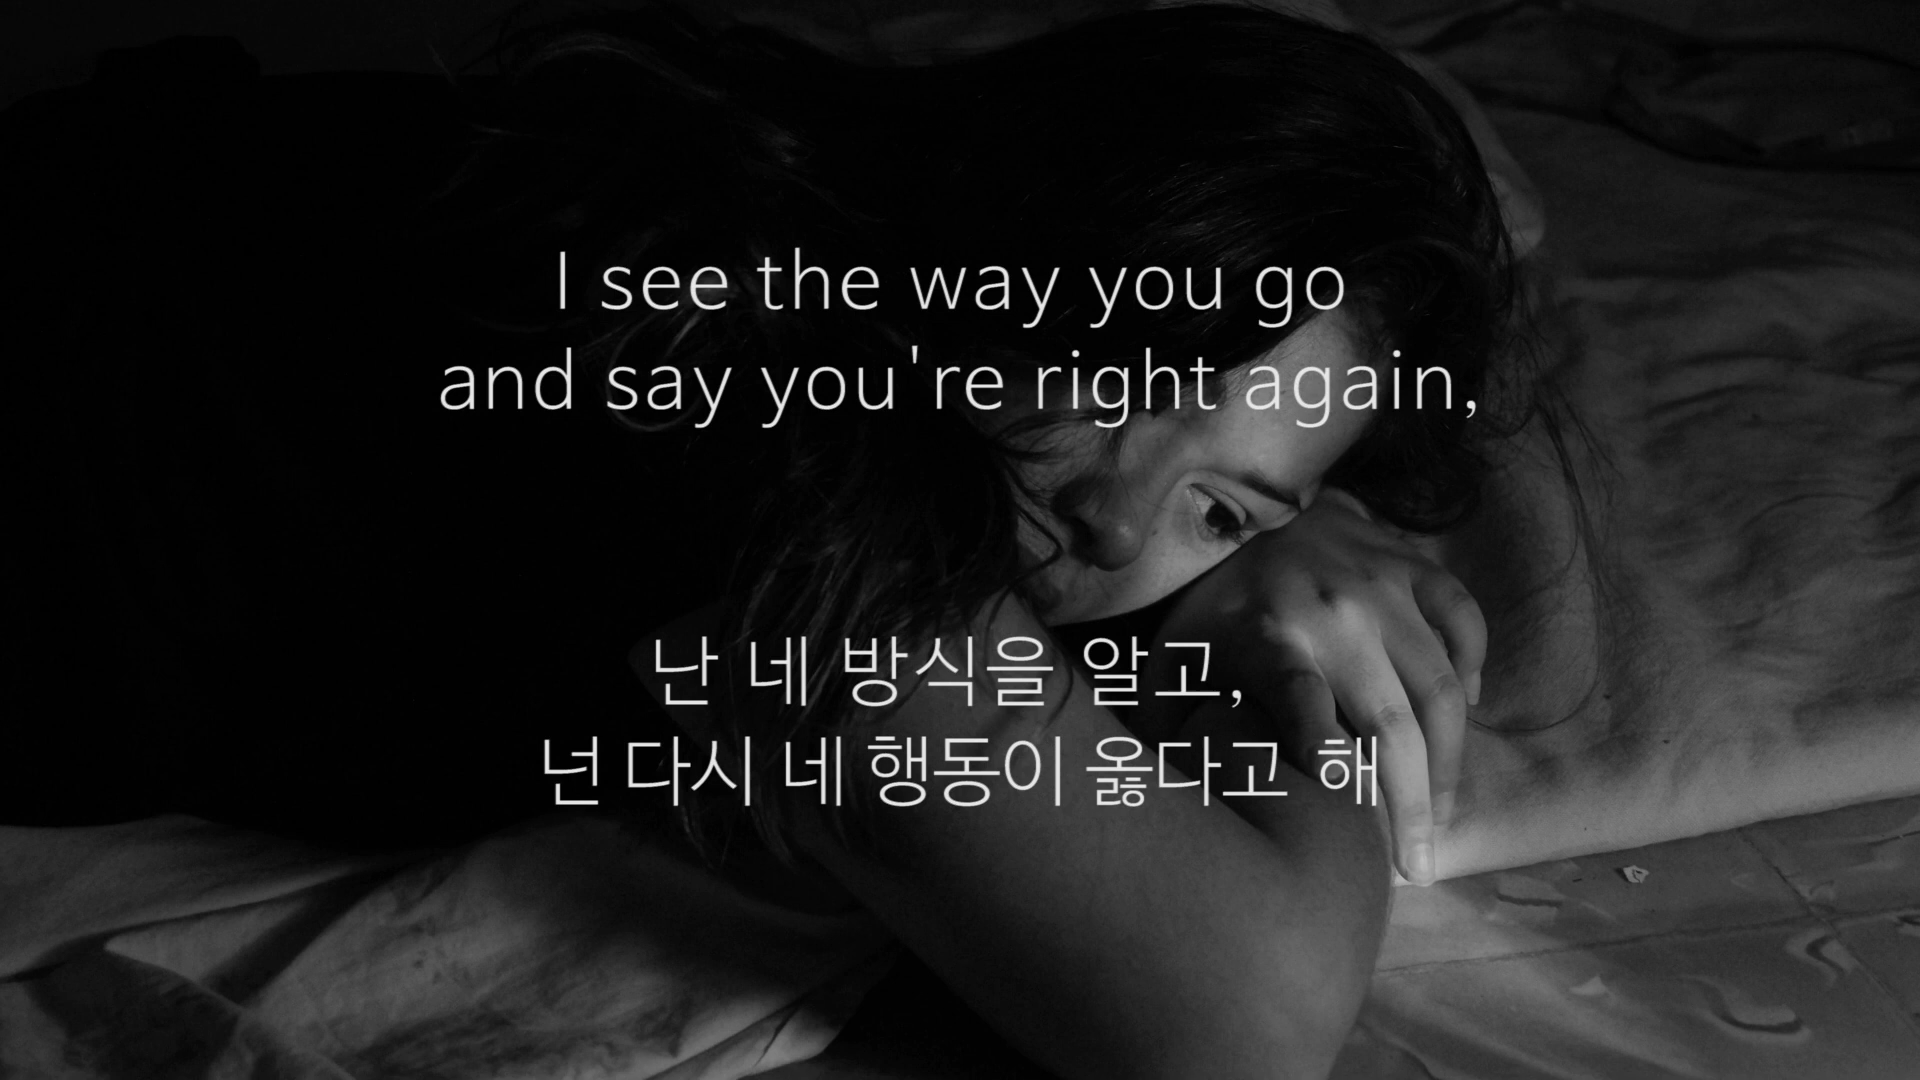 I see the way you go
and say you're right again,
난 네 방식을 알고,
넌 다시 네 행동이 옳다고 해